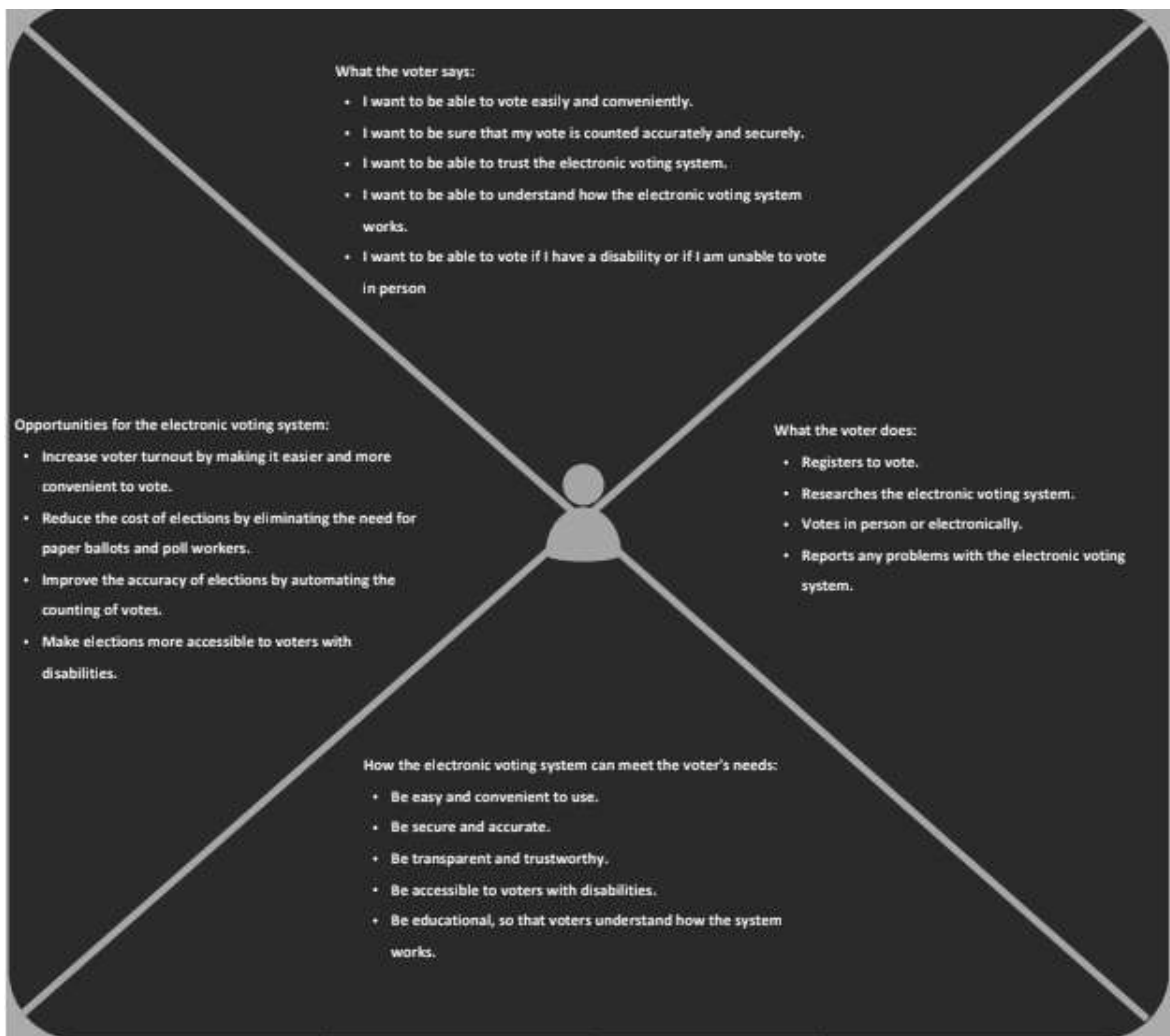 What the voter says:
• I want to be able to vote easily and conveniently.
• I want to be sure that my vote is counted accurately and securely.
• I want to be able to trust the electronic voting system.
• I want to be able to understand how the electronic voting system
works.
• I want to be able to vote if I have a disability or if I am unable to vote
in person
Opportunities for the electronic voting system:
• Increase voter turnout by making it easier and more
convenient to vote.
• Reduce the cost of elections by eliminating the need for
paper ballots and poll workers.
• Improve the accuracy of elections by automating the
counting of votes.
• Make elections more accessible to voters with
disabilities.
What the voter does:
• Registers to vote.
• Researches the electronic voting system.
• Votes in person or electronically.
• Reports any problems with the electronic voting
system.
How the electronic voting system can meet the voter's needs:
• Be easy and convenient to use.
• Be secure and accurate.
• Be transparent and trustworthy.
• Be accessible to voters with disabilities.
• Be educational, so that voters understand how the system
works.